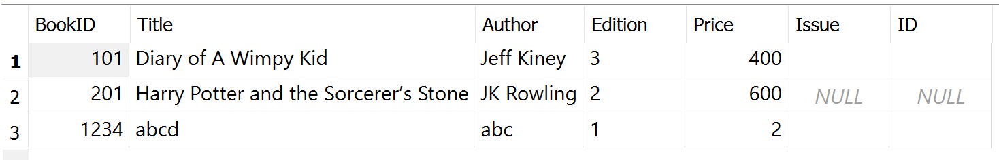 BookID Title Author Edition Price Issue ID
1 101 Diary of A Wimpy Kid Jeff Kiney 3 400
2 201 Harry Potter and the Sorcerer’s Stone JK Rowling 2 600 NULL NULL
3 1234 abcd abc 1 2